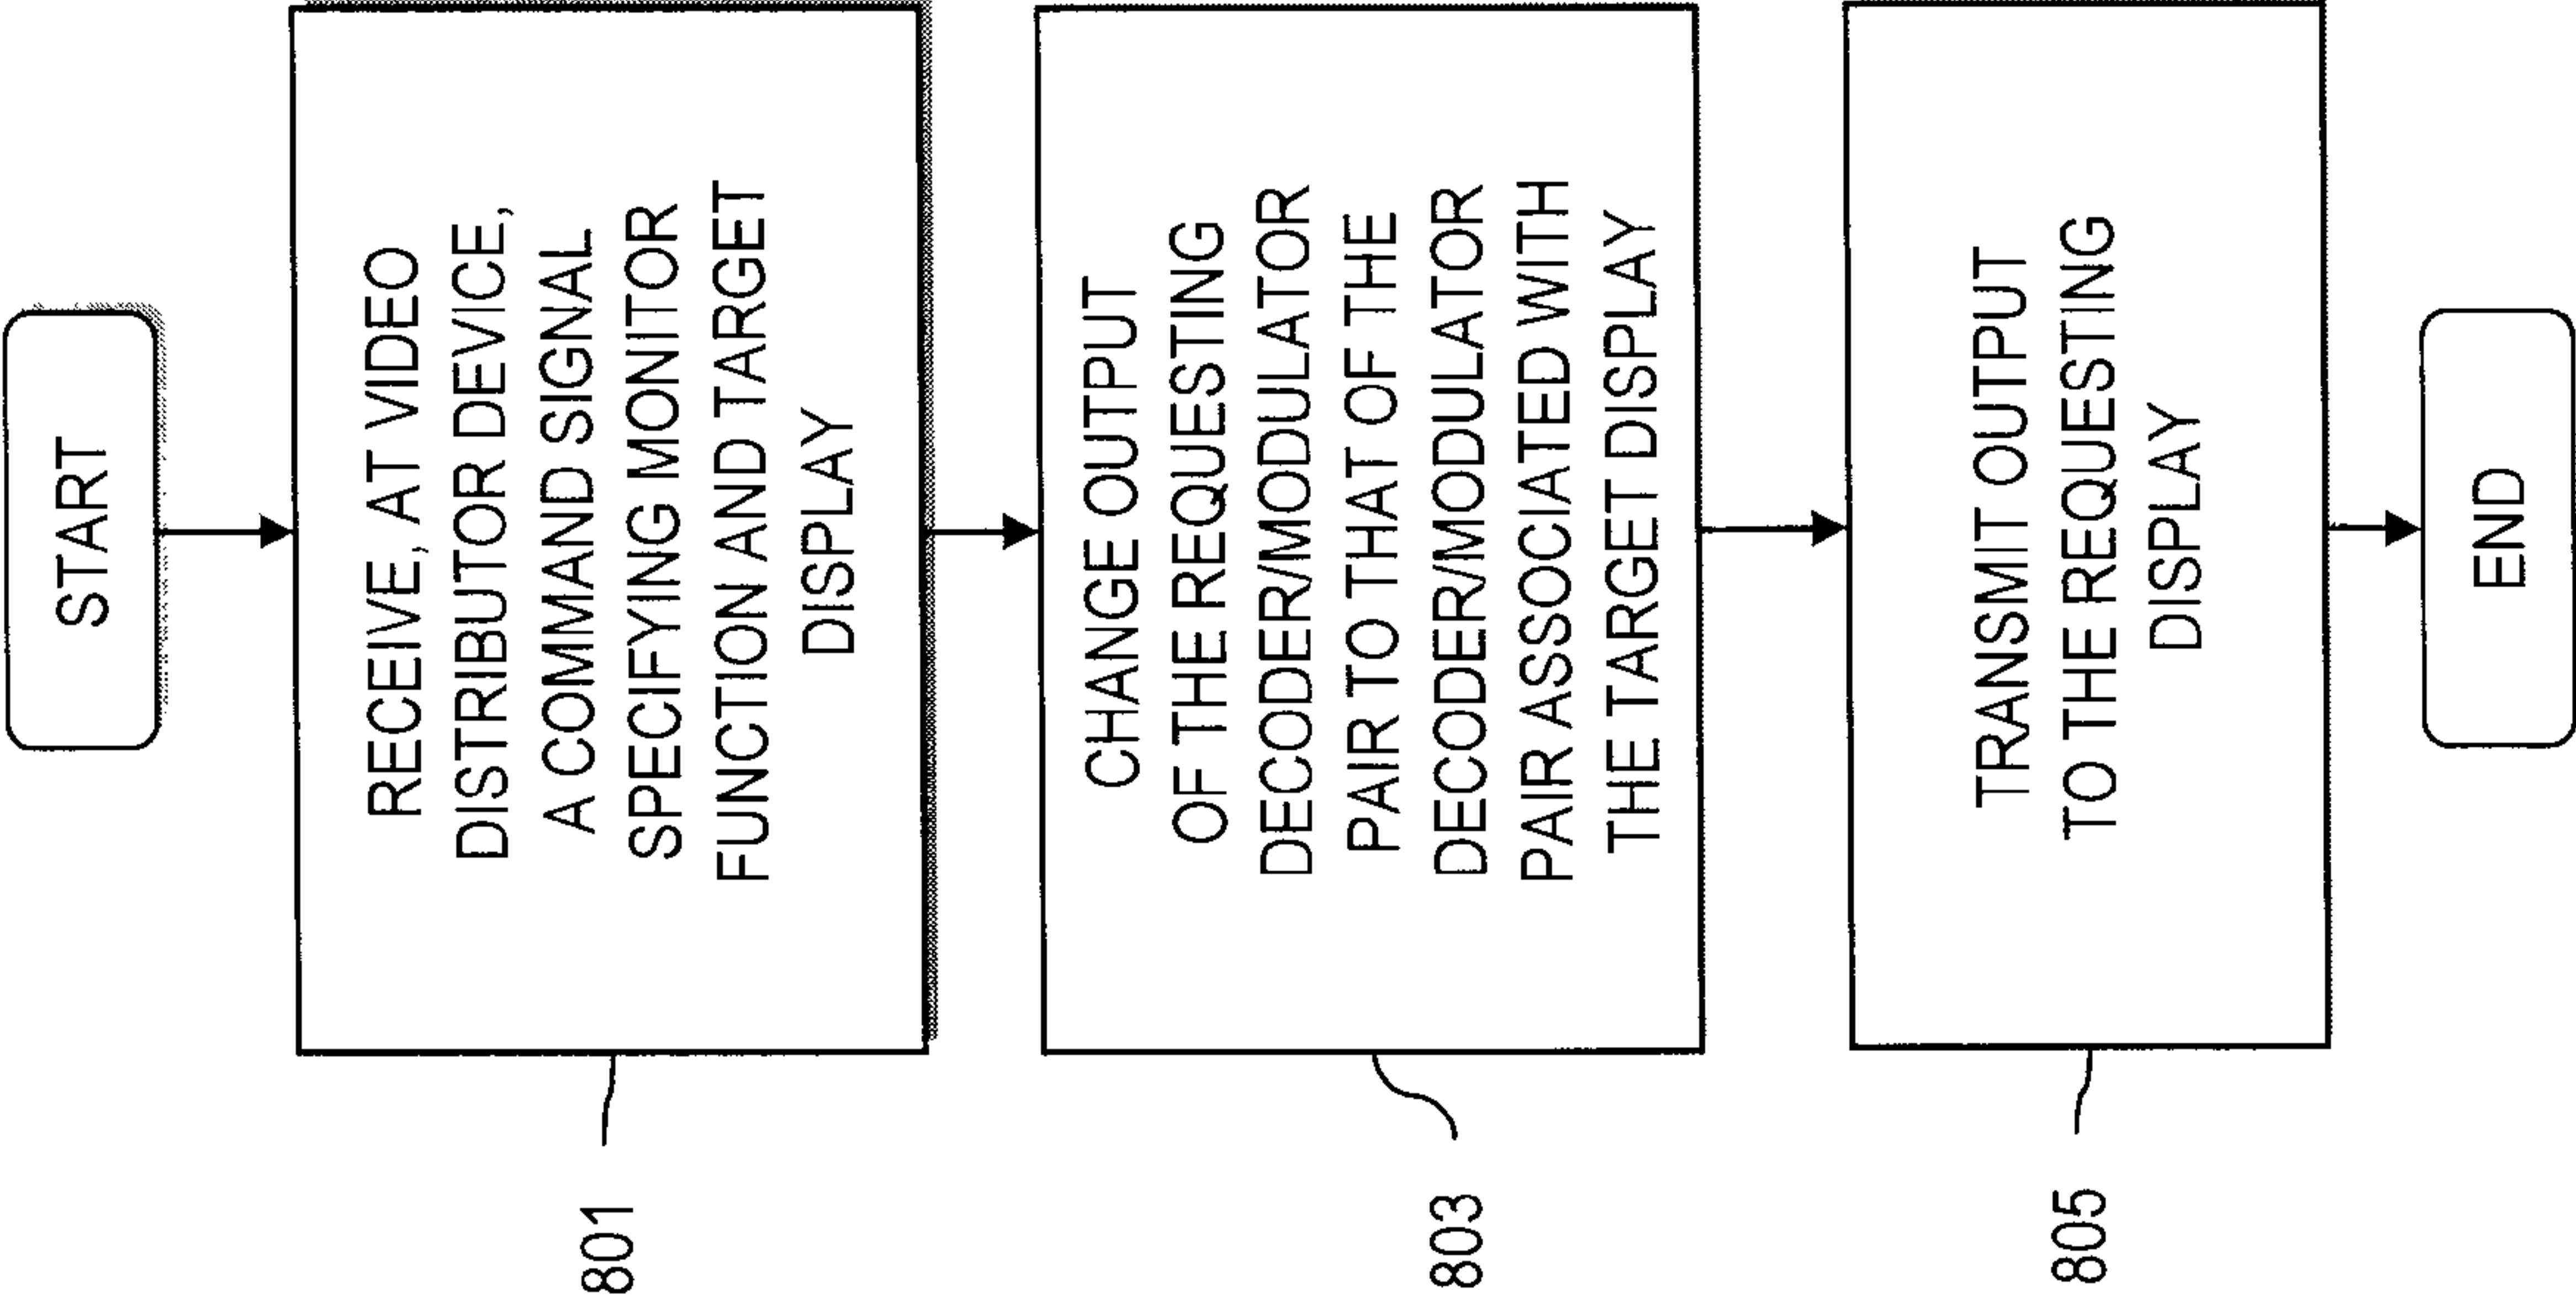 START
RECEIVE, AT VIDEO
DISTRIBUTOR DEVICE,
A COMMAND SIGNAL
SPECIFYING MONITOR
FUNCTION AND TARGET
DISPLAY
801
CHANGE OUTPUT
OF THE REQUESTING
DECODER/MODULATOR
PAIR TO THAT OF THE
DECODER/MODULATOR
PAIR ASSOCIATED WITH
THE TARGET DISPLAY
803
TRANSMIT OUTPUT
TO THE REQUESTING
DISPLAY
805
END